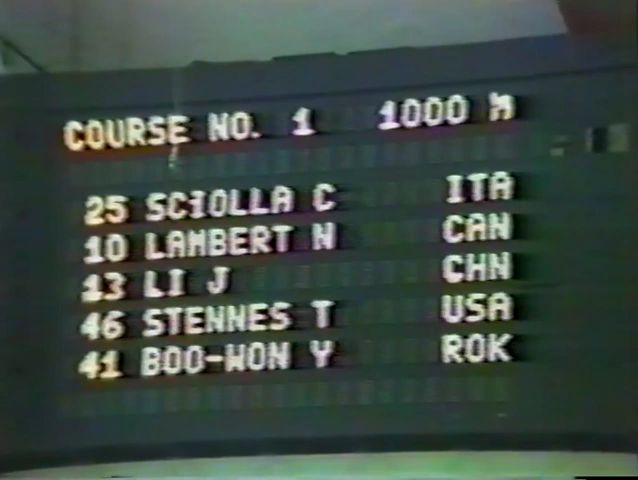 COURSE NO. 1 1000 M
25 SCIOLLA C ITA
10 LAMBERT N CAN
13 LI J CHN
46 STENNES T USA
41 BOO-WON Y ROK